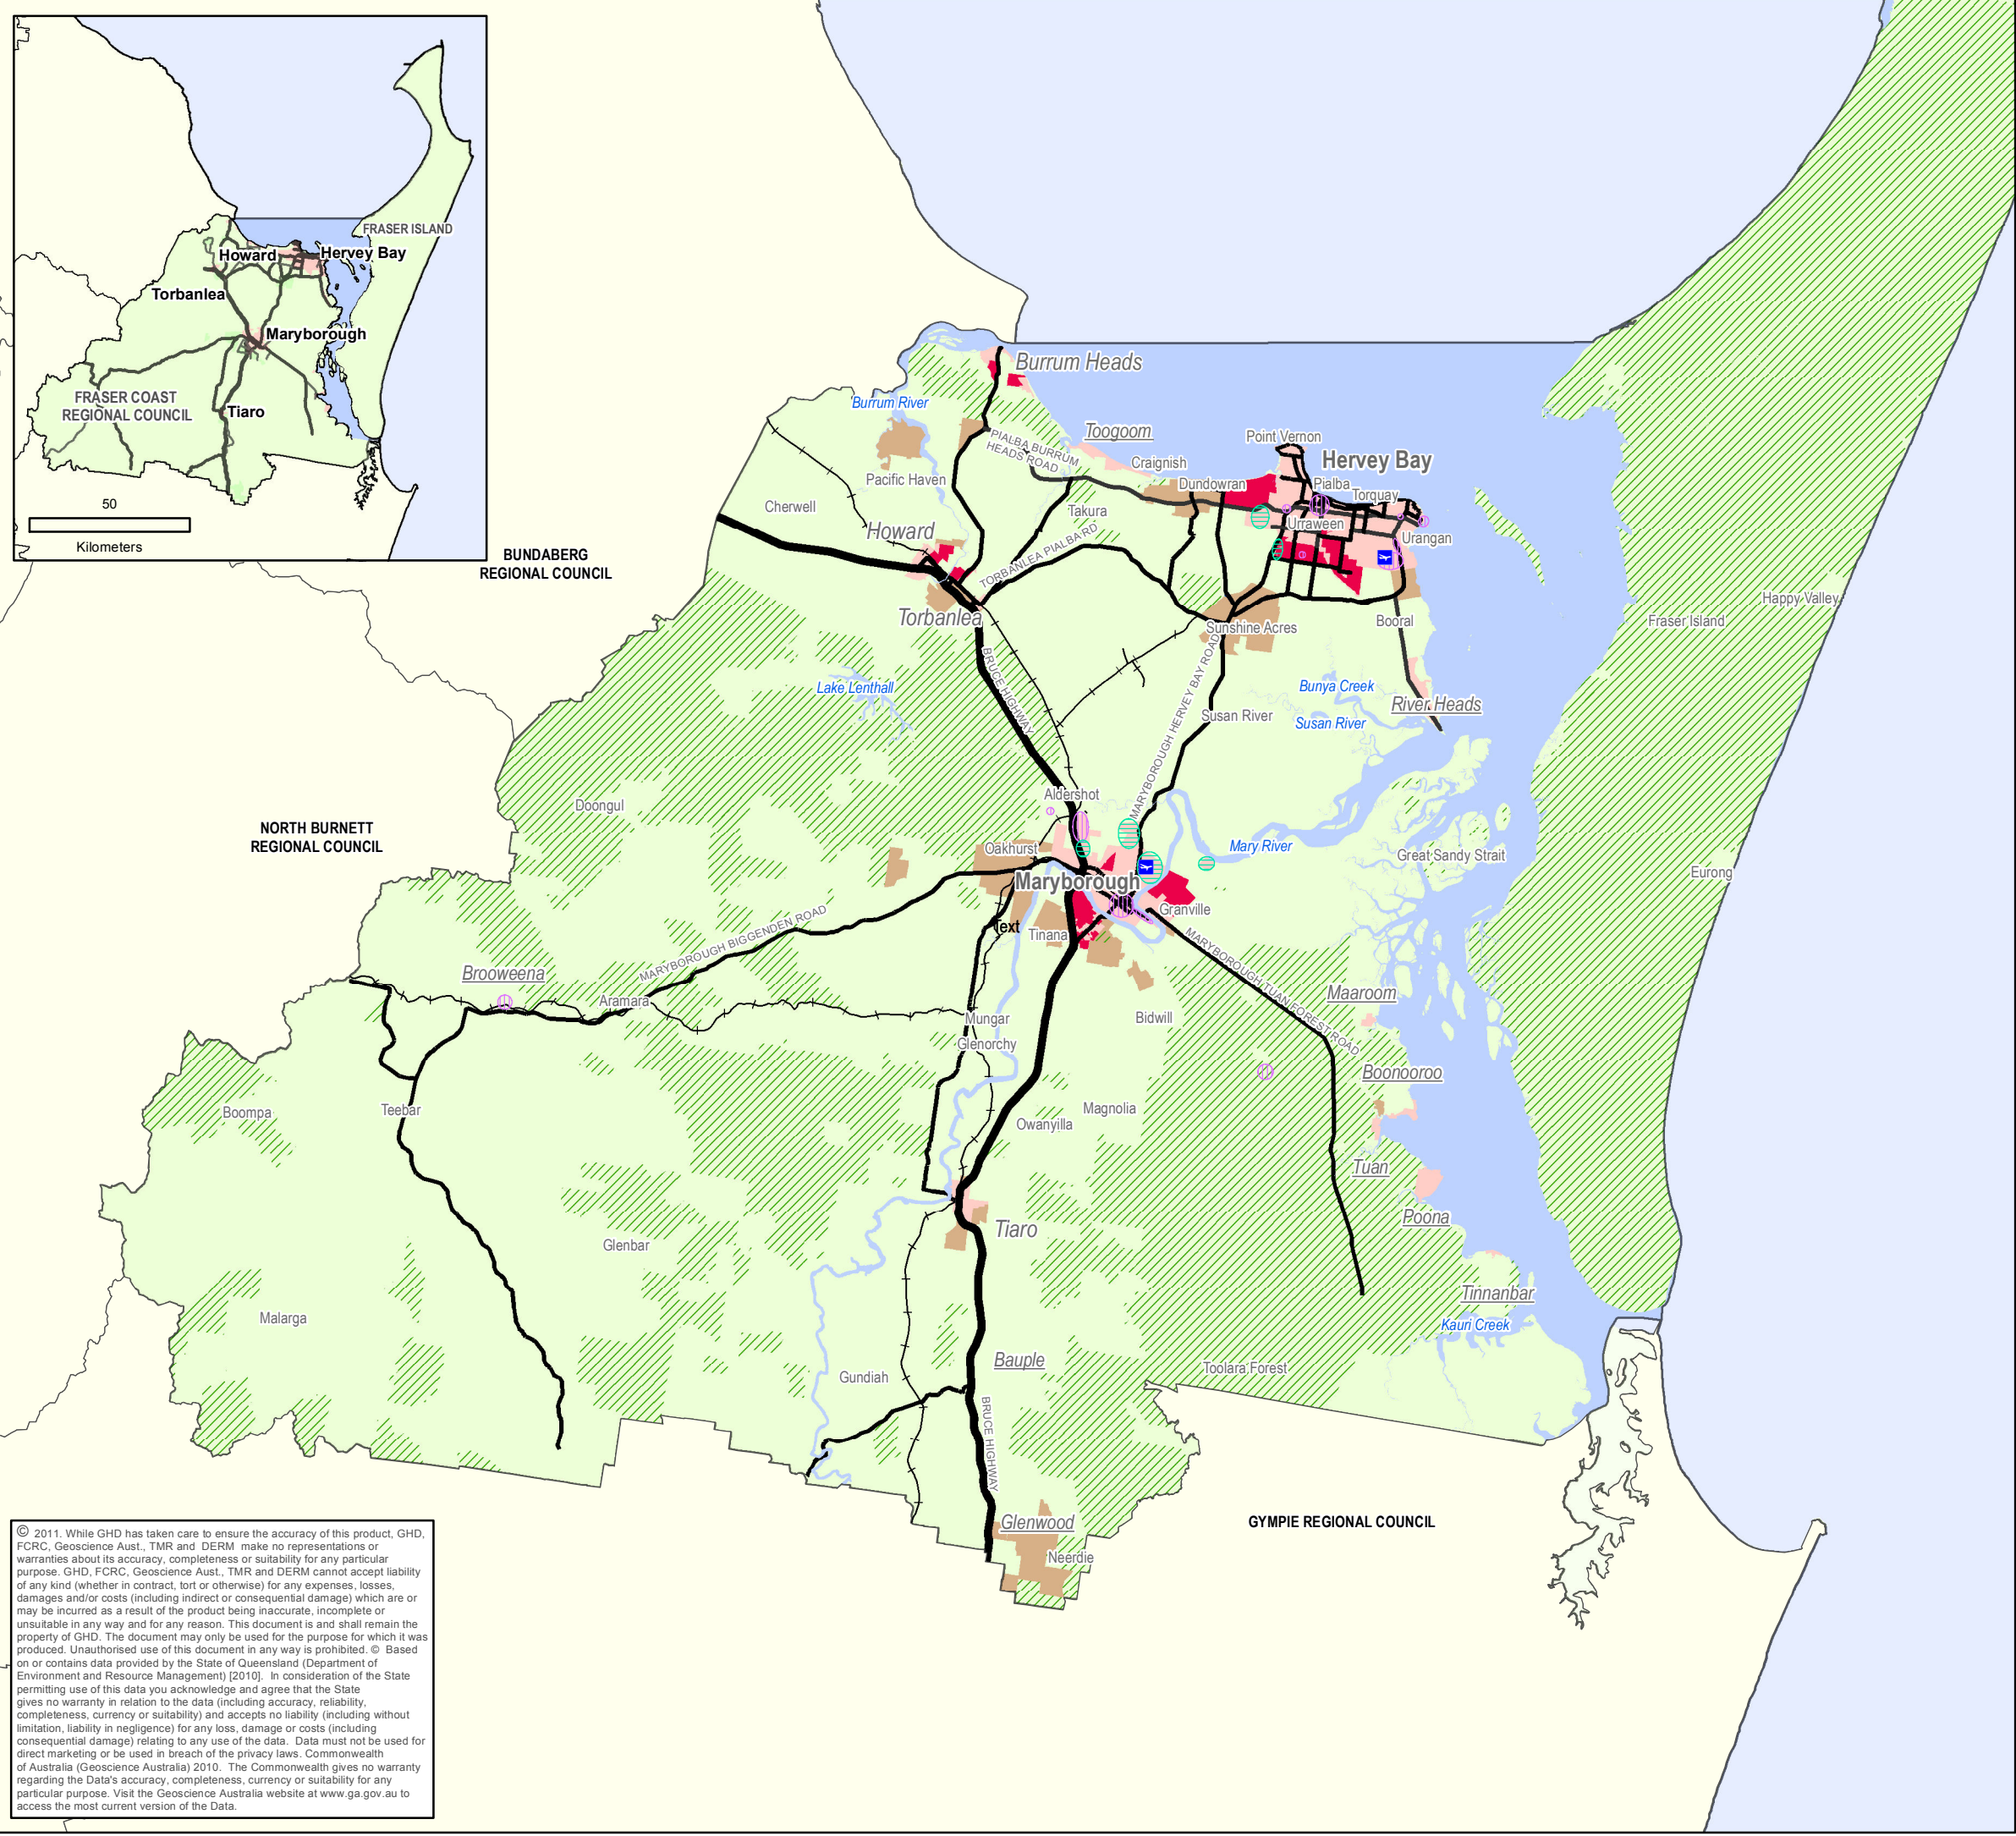 FRASER ISLAND
Howard
Hervey Bay
Torbanlea
Maryborough
FRASER COAST
REGIONAL COUNCIL
Tiaro
50
Kilometers
BUNDABERG
REGIONAL COUNCIL
NORTH BURNETT
REGIONAL COUNCIL
Burrum Heads
Burrum River
Toogoom
PIALBA BURRUM
HEADS ROAD
Point Vernon
Hervey Bay
Craignish
Pacific Haven
Dundowran
Pialba
Torquay
Cherwell
Takura
Urraween
Howard
Urangan
TORBANLEA PIALBA RD
Happy Valley
Torbanlea
Sunshine Acres
Booral
Fraser Island
BRUCE HIGHWAY
Lake Lenthall
Bunya Creek
River Heads
Susan River
Susan River
MARYBOROUGH HERVEY BAY ROAD
Aldershot
Doongul
Oakhurst
Mary River
Great Sandy Strait
Eurong
Maryborough
Granville
Text
Tinana
MARYBOROUGH BIGGENDEN ROAD
MARYBOROUGH TUAN FOREST ROAD
Brooweena
Aramara
Maaroom
Mungar
Bidwill
Glenorchy
Boonooroo
Boompa
Teebar
Magnolia
Owanyilla
Tuan
Poona
Tiaro
Glenbar
Tinnanbar
Malarga
Kauri Creek
Bauple
Toolara Forest
Gundiah
BRUCE HIGHWAY
Glenwood
GYMPIE REGIONAL COUNCIL
Neerdie
© 2011. While GHD has taken care to ensure the accuracy of this product, GHD,
FCRC, Geoscience Aust., TMR and DERM make no representations or
warranties about its accuracy, completeness or suitability for any particular
purpose. GHD, FCRC, Geoscience Aust., TMR and DERM cannot accept liability
of any kind (whether in contract, tort or otherwise) for any expenses, losses,
damages and/or costs (including indirect or consequential damage) which are or
may be incurred as a result of the product being inaccurate, incomplete or
unsuitable in any way and for any reason. This document is and shall remain the
property of GHD. The document may only be used for the purpose for which it was
produced. Unauthorised use of this document in any way is prohibited. © Based
on or contains data provided by the State of Queensland (Department of
Environment and Resource Management) [2010]. In consideration of the State
permitting use of this data you acknowledge and agree that the State
gives no warranty in relation to the data (including accuracy, reliability,
completeness, currency or suitability) and accepts no liability (including without
limitation, liability in negligence) for any loss, damage or costs (including
consequential damage) relating to any use of the data. Data must not be used for
direct marketing or be used in breach of the privacy laws. Commonwealth
of Australia (Geoscience Australia) 2010. The Commonwealth gives no warranty
regarding the Data's accuracy, completeness, currency or suitability for any
particular purpose. Visit the Geoscience Australia website at www.ga.gov.au to
access the most current version of the Data.